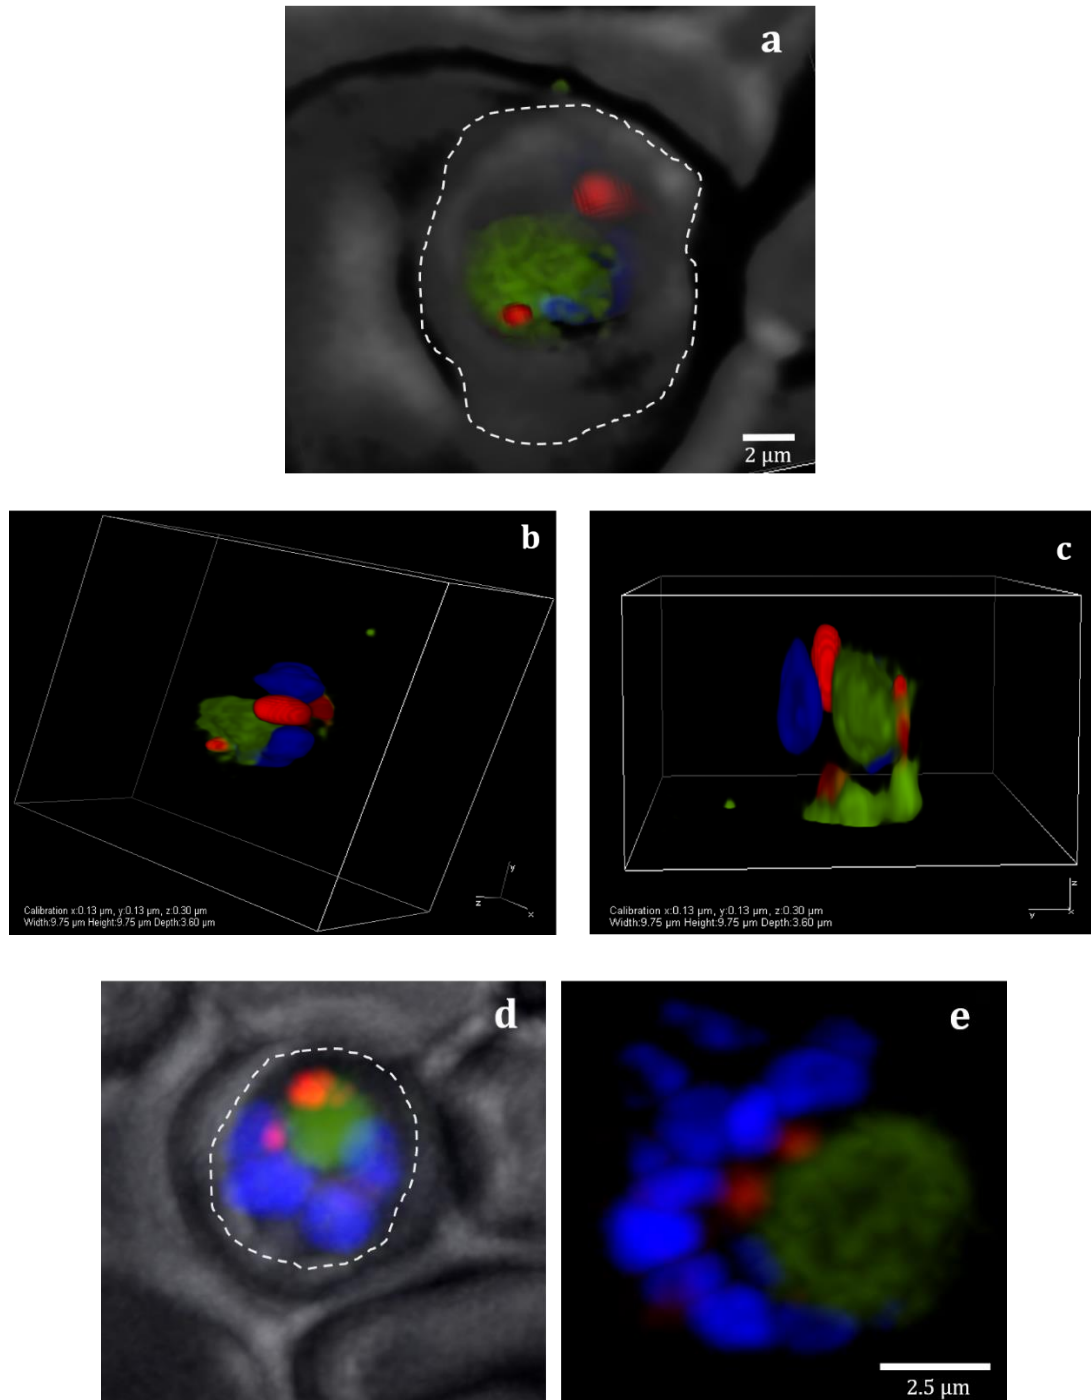 a
2 μm
b
y
z
x
Calibration x:0.13 μm, y:0.13 μm, z:0.30 μm
Width:9.75 μm Height:9.75 μm Depth:3.60 μm
c
z
y
x
Calibration x:0.13 μm, y:0.13 μm, z:0.30 μm
Width:9.75 μm Height:9.75 μm Depth:3.60 μm
d
e
2.5 μm